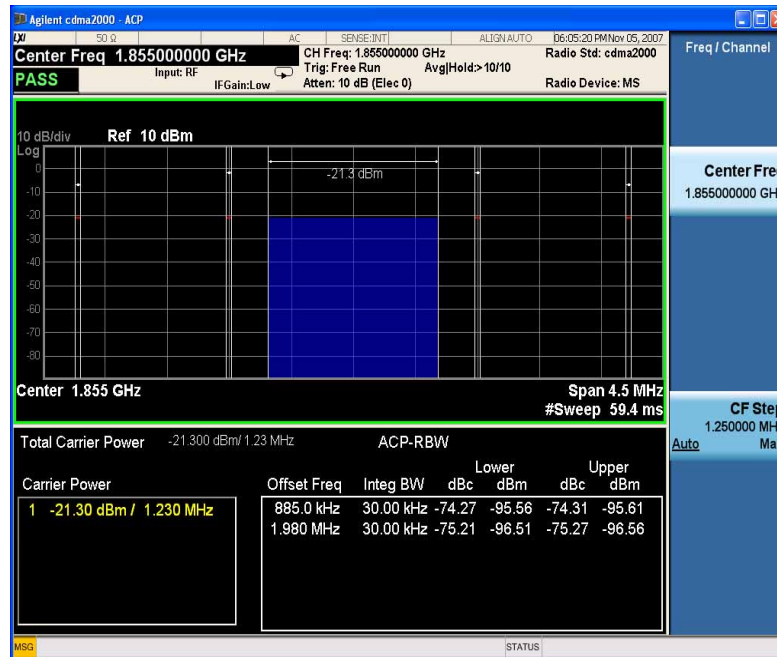 Agilent cdma2000 - ACP
LXI 50 Ω AC SENSE:INT ALIGN AUTO 06:05:20 PM Nov 05, 2007
Center Freq 1.855000000 GHz
CH Freq: 1.855000000 GHz
Radio Std: cdma2000
Trig: Free Run Avg|Hold:>10/10
PASS
Input: RF
IFGain:Low
Atten: 10 dB (Elec 0)
Radio Device: MS
Freq / Channel
10 dB/div Ref 10 dBm
Log
-21.3 dBm
0
-10
-20
-30
-40
-50
-60
-70
-80
Center Fre
1.855000000 GH
Center 1.855 GHz
Span 4.5 MHz
#Sweep 59.4 ms
CF Step
1.250000 MH
Auto Ma
Total Carrier Power -21.300 dBm/ 1.23 MHz ACP-RBW
Lower Upper
Carrier Power
Offset Freq Integ BW dBc dBm dBc dBm
1 -21.30 dBm / 1.230 MHz
885.0 kHz 30.00 kHz -74.27 -95.56 -74.31 -95.61
1.980 MHz 30.00 kHz -75.21 -96.51 -75.27 -96.56
MSG STATUS